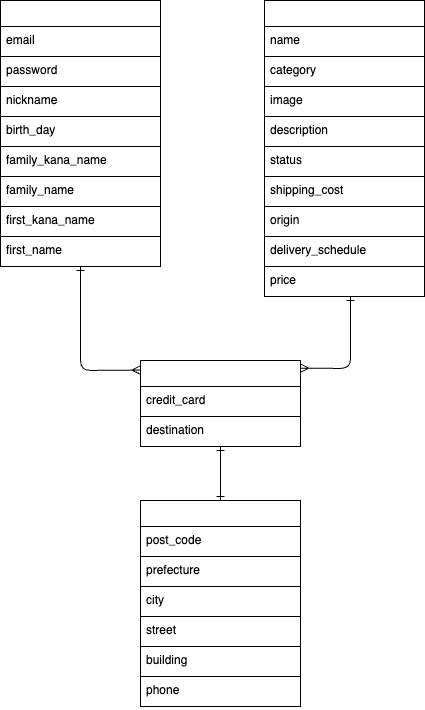 email
password
nickname
birth_day
family_kana_name
family_name
first_kana_name
first_name
name
category
image
description
status
shipping_cost
origin
delivery_schedule
price
credit_card
destination
post_code
prefecture
city
street
building
phone